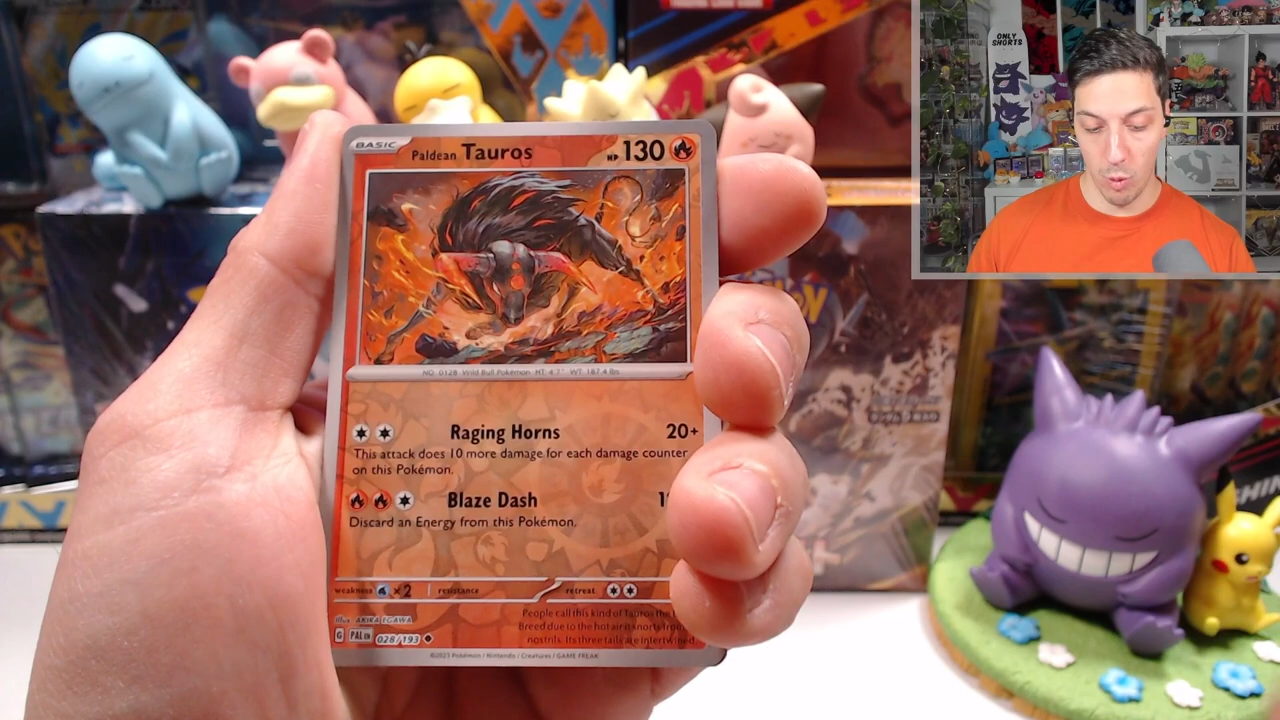 ONLY
SHORTS
BASIC
Paldean Tauros
HP 130
NO. 0128 Wild Bull Pokémon HT: 4'7" WT: 187.4 lbs.
Raging Horns 20+
This attack does 10 more damage for each damage counter
on this Pokémon.
Blaze Dash
Discard an Energy from this Pokémon.
weakness ×2 resistance retreat
People call this kind of Tauros the
Breed due to the hot air it snorts from
nostrils. Its three tails are intertwined.
Illus. AKIRA EGAWA
G PAL EN 028/193
©2023 Pokémon / Nintendo / Creatures / GAME FREAK